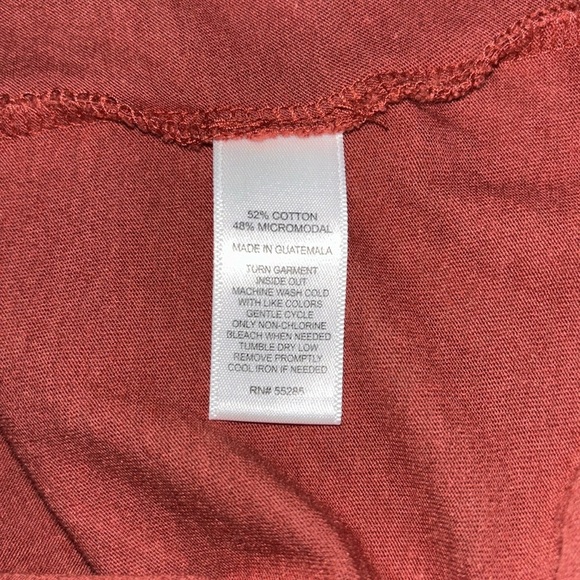 52% COTTON
48% MICROMODAL
MADE IN GUATEMALA
TURN GARMENT
INSIDE OUT
MACHINE WASH COLD
WITH LIKE COLORS
GENTLE CYCLE
ONLY NON-CHLORINE
BLEACH WHEN NEEDED
TUMBLE DRY LOW
REMOVE PROMPTLY
COOL IRON IF NEEDED
RN# 55285